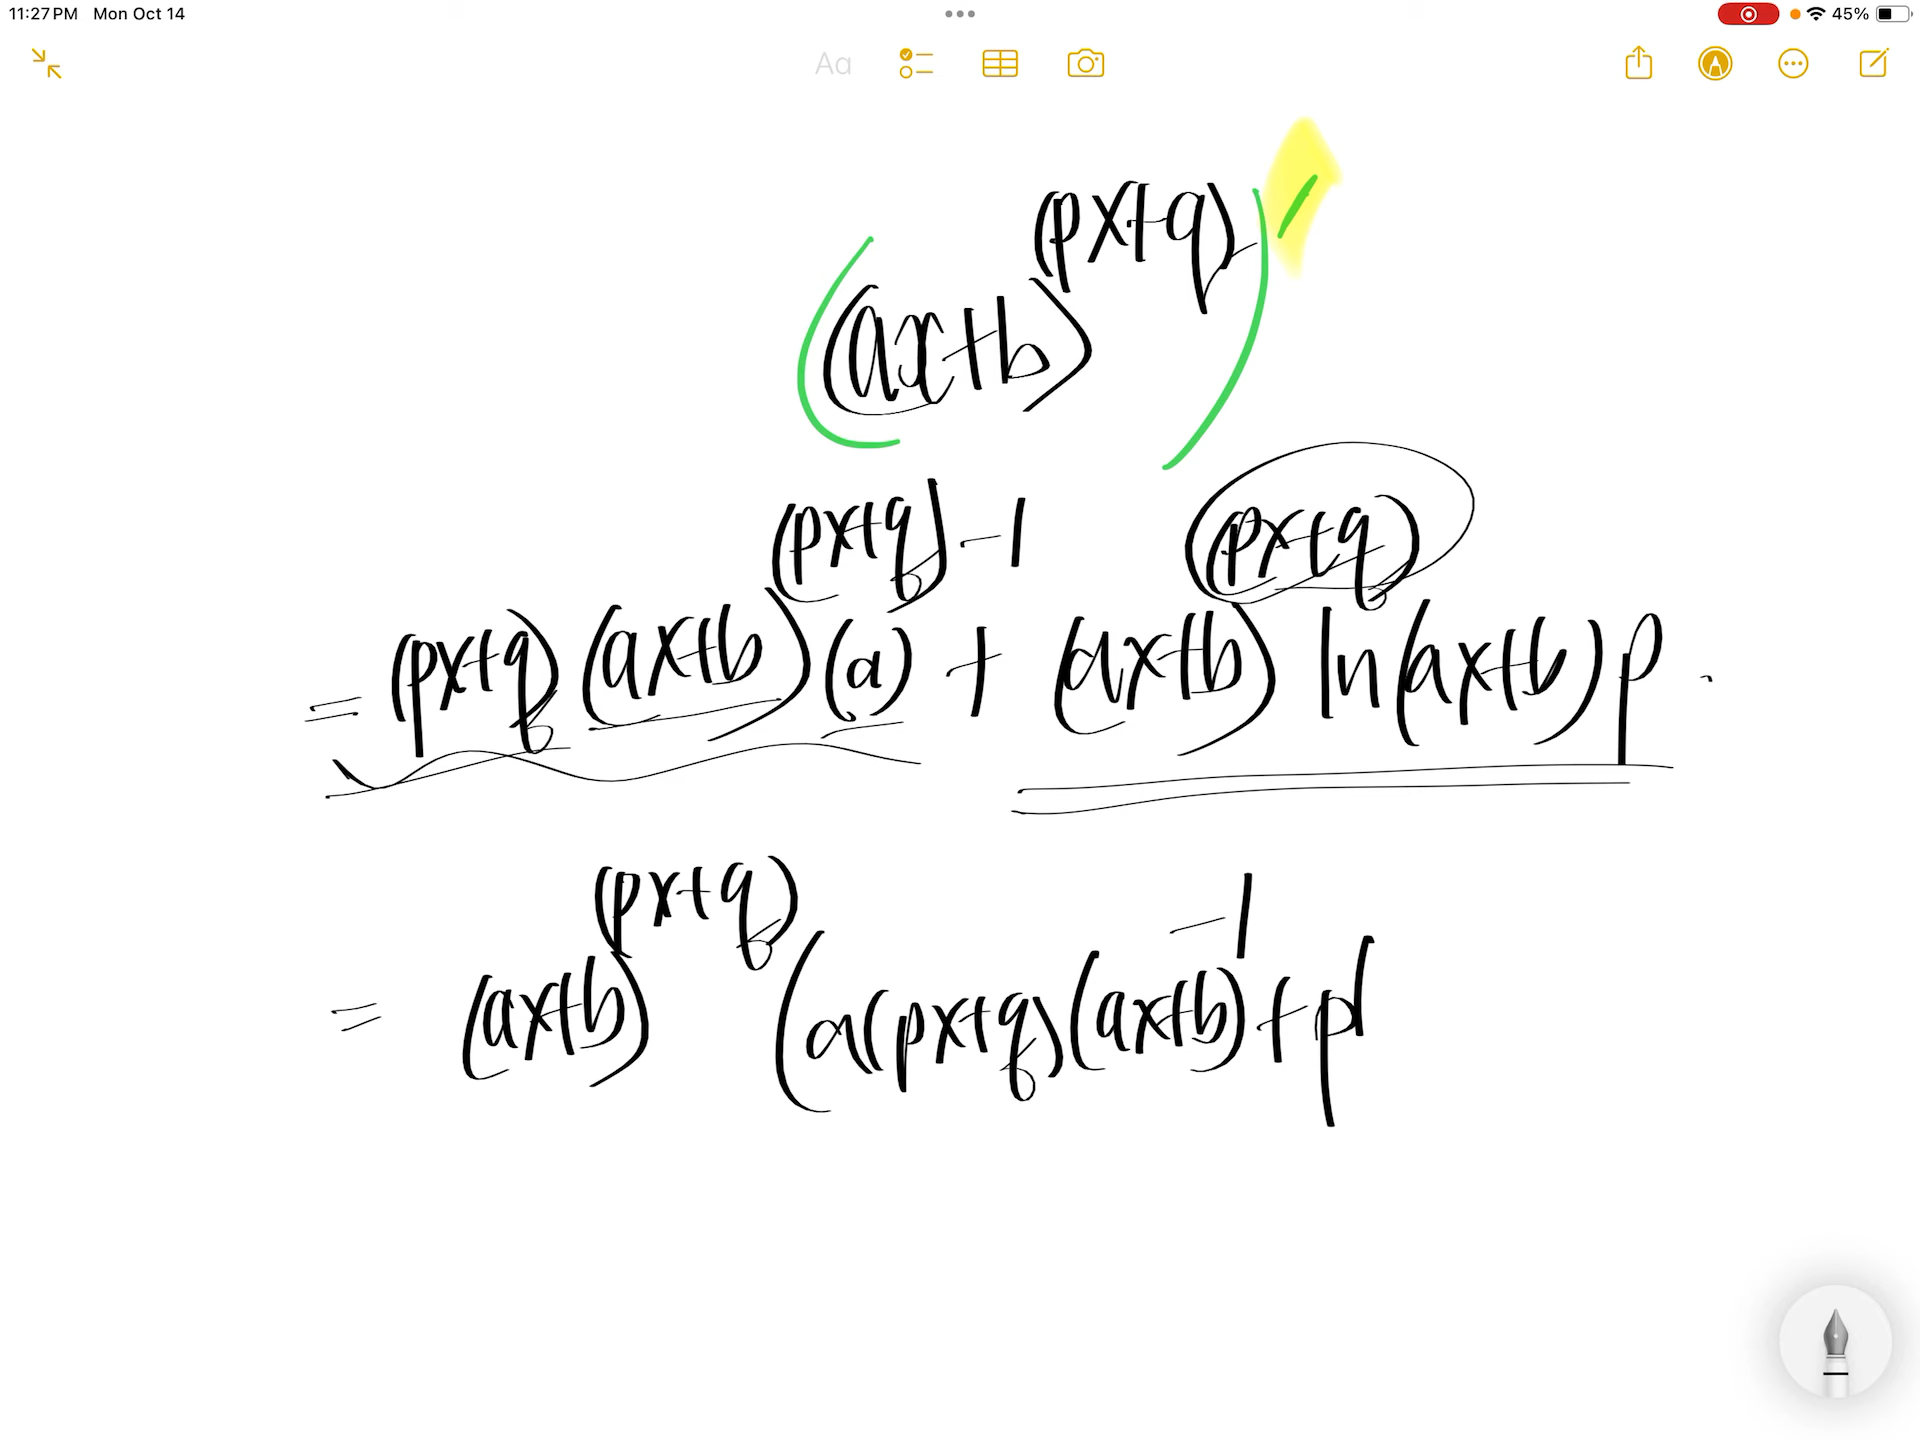 11:27 PM Mon Oct 14 45%
Aa
((ax+b)^(px+q))′
= (px+q)(ax+b)^((px+q)-1) (a) + (ax+b)^(px+q) ln(ax+b) p.
= (ax+b)^(px+q) (a(px+q)(ax+b)^-1 + pl